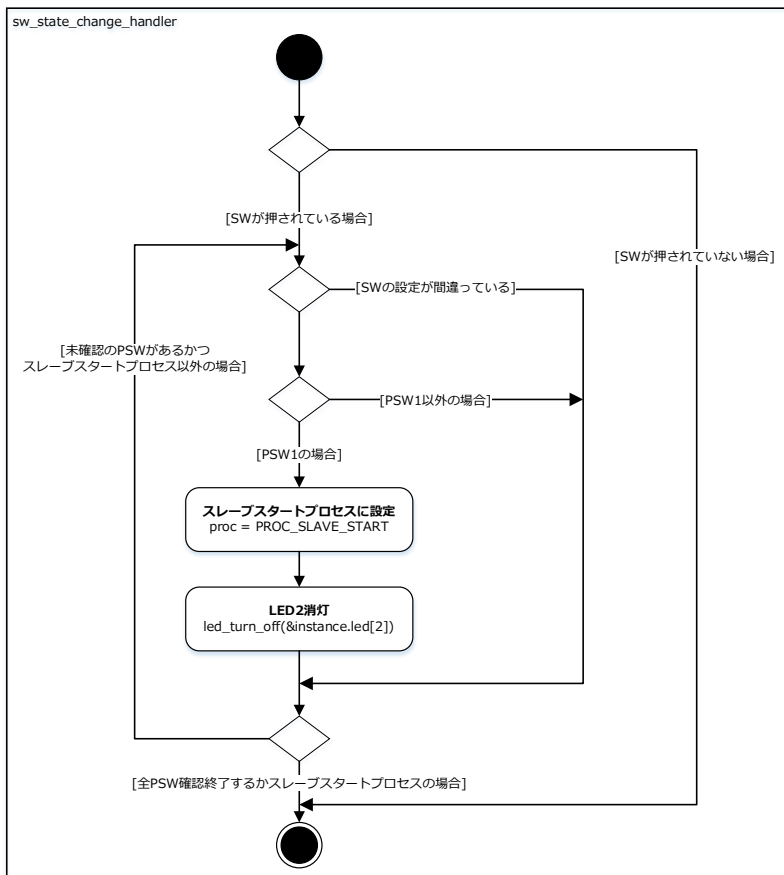 sw_state_change_handler
[SWが押されている場合]
[SWが押されていない場合]
[SWの設定が間違っている]
[未確認のPSWがあるかつ
スレーブスタートプロセス以外の場合]
[PSW1以外の場合]
[PSW1の場合]
スレーブスタートプロセスに設定
proc = PROC_SLAVE_START
LED2消灯
led_turn_off(&instance.led[2])
[全PSW確認終了するかスレーブスタートプロセスの場合]